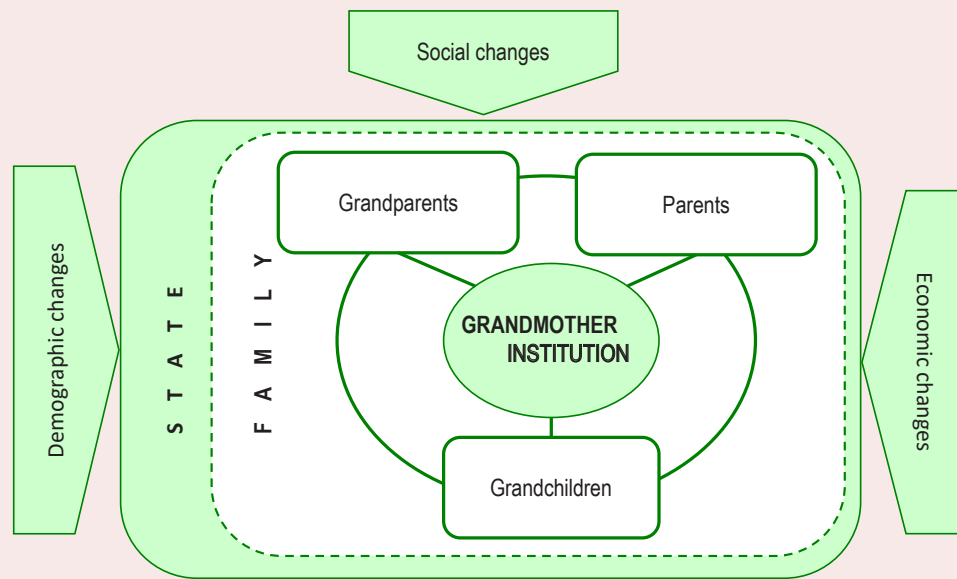 Social changes
Grandparents
Parents
Demographic changes
STATE
FAMILY
GRANDMOTHER
INSTITUTION
Economic changes
Grandchildren